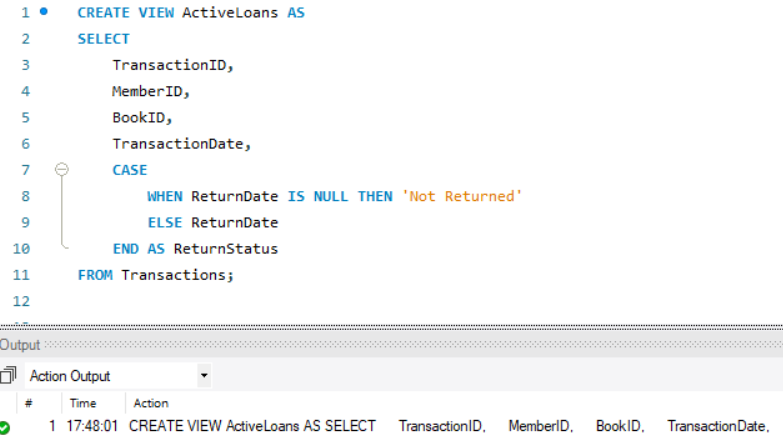 1 CREATE VIEW ActiveLoans AS
2 SELECT
3 TransactionID,
4 MemberID,
5 BookID,
6 TransactionDate,
7 CASE
8 WHEN ReturnDate IS NULL THEN 'Not Returned'
9 ELSE ReturnDate
10 END AS ReturnStatus
11 FROM Transactions;
12
Output
Action Output
# Time Action
1 17:48:01 CREATE VIEW ActiveLoans AS SELECT TransactionID, MemberID, BookID, TransactionDate,